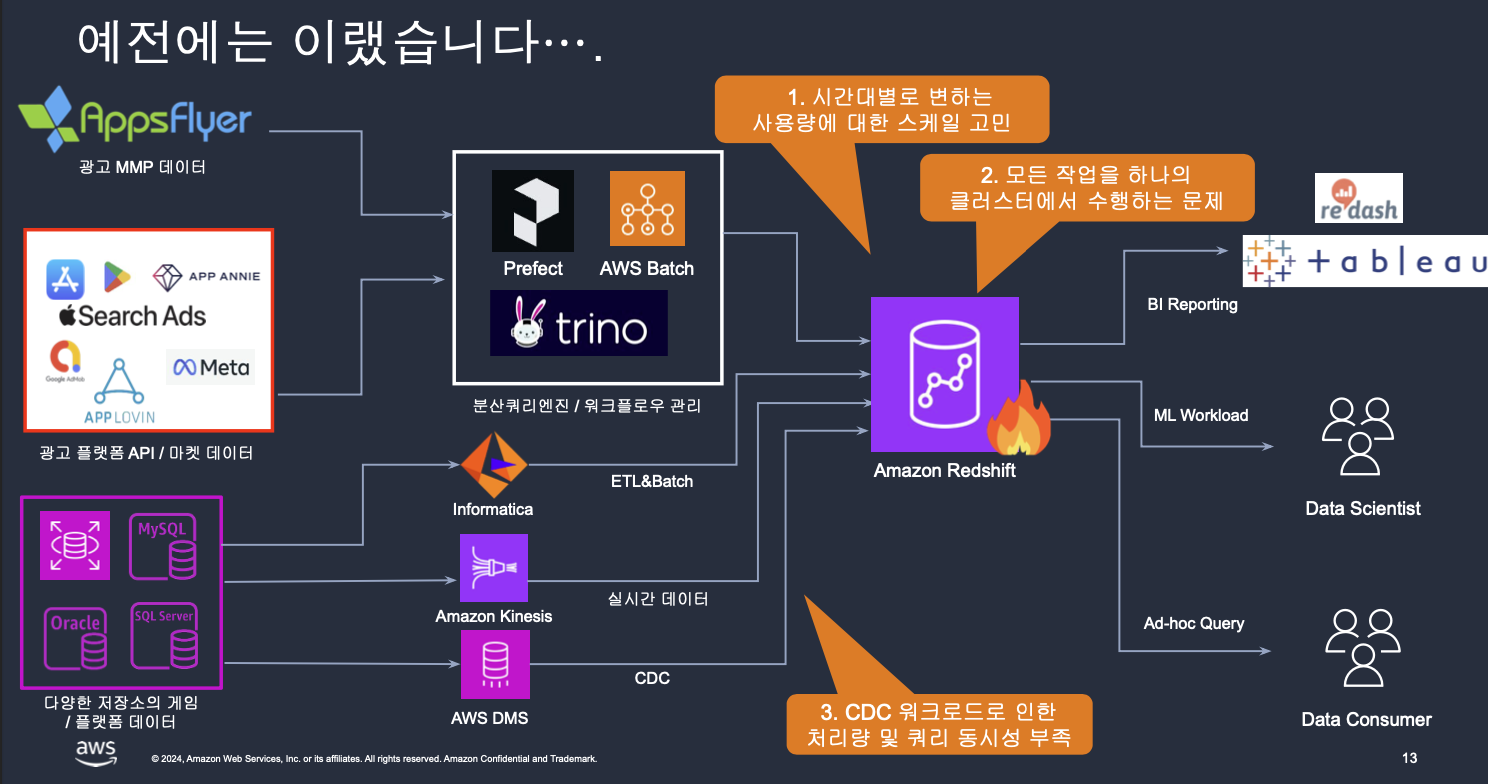 예전에는 이랬습니다….
AppsFlyer
광고 MMP 데이터
APP ANNIE
Search Ads
Google AdMob
Meta
APPLOVIN
광고 플랫폼 API / 마켓 데이터
MySQL
Oracle
SQL Server
다양한 저장소의 게임
/ 플랫폼 데이터
Prefect
AWS Batch
trino
분산쿼리엔진 / 워크플로우 관리
Informatica
ETL&Batch
Amazon Kinesis
실시간 데이터
AWS DMS
CDC
1. 시간대별로 변하는
사용량에 대한 스케일 고민
2. 모든 작업을 하나의
클러스터에서 수행하는 문제
Amazon Redshift
3. CDC 워크로드로 인한
처리량 및 쿼리 동시성 부족
re:dash
+ableau
BI Reporting
ML Workload
Data Scientist
Ad-hoc Query
Data Consumer
aws
© 2024, Amazon Web Services, Inc. or its affiliates. All rights reserved. Amazon Confidential and Trademark.
13